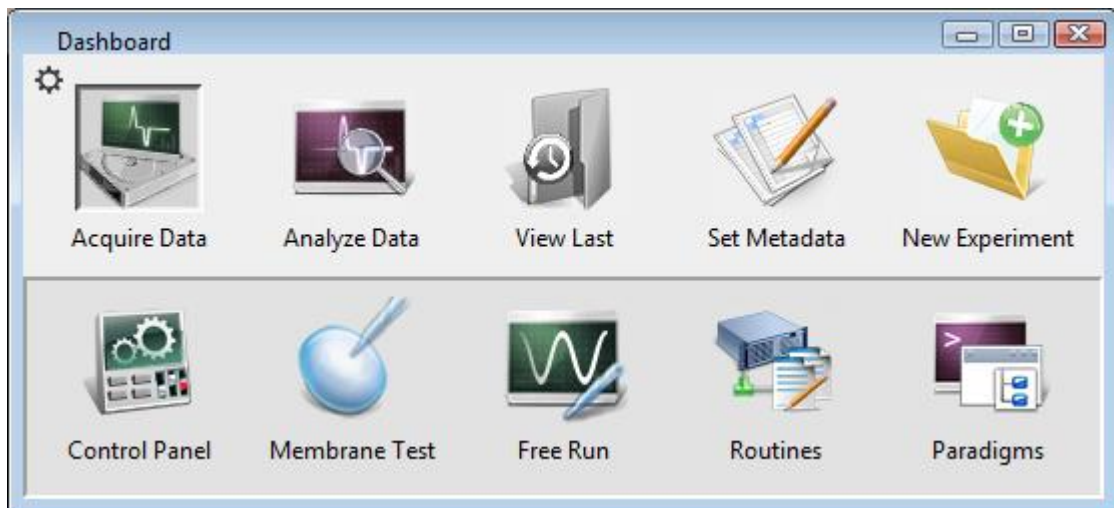 Dashboard
Acquire Data
Analyze Data
View Last
Set Metadata
New Experiment
Control Panel
Membrane Test
Free Run
Routines
Paradigms